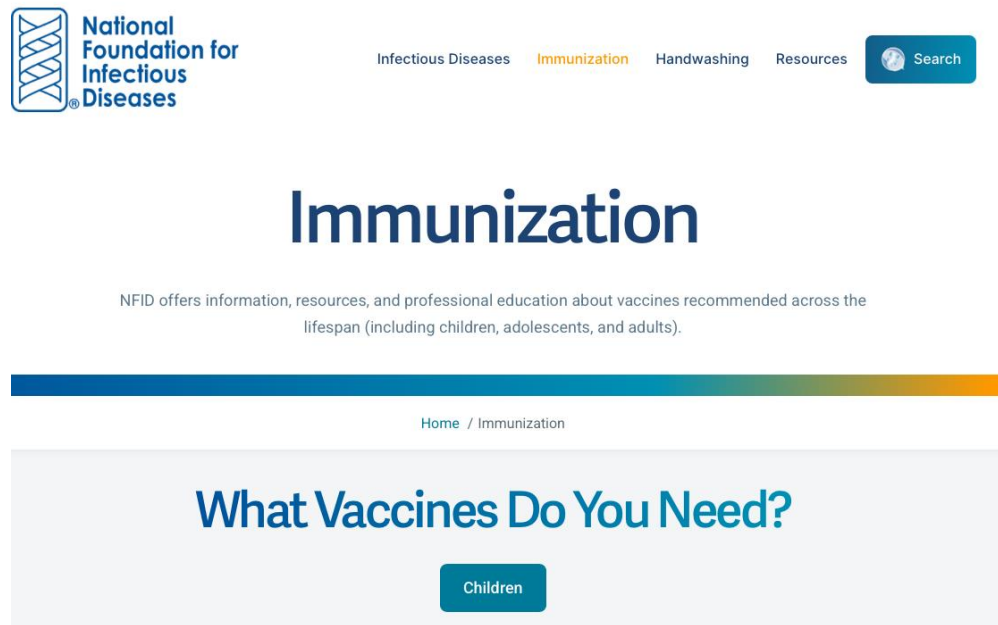 National
Foundation for
Infectious
® Diseases
Infectious Diseases
Immunization
Handwashing
Resources
Search
Immunization
NFID offers information, resources, and professional education about vaccines recommended across the
lifespan (including children, adolescents, and adults).
Home / Immunization
What Vaccines Do You Need?
Children